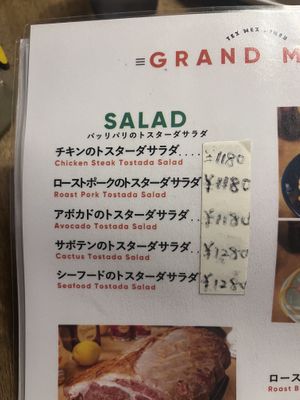 TEX MEX DINER
≡GRAND M
SALAD
パッリパリのトスターダサラダ
チキンのトスターダサラダ.... ¥1180
Chicken Steak Tostada Salad
ローストポークのトスターダサラダ ¥1180
Roast Pork Tostada Salad
アボカドのトスターダサラダ... ¥1180
Avocado Tostada Salad
サボテンのトスターダサラダ.. ¥1280
Cactus Tostada Salad
シーフードのトスターダサラダ. ¥1280
Seafood Tostada Salad
ロース
Roast B